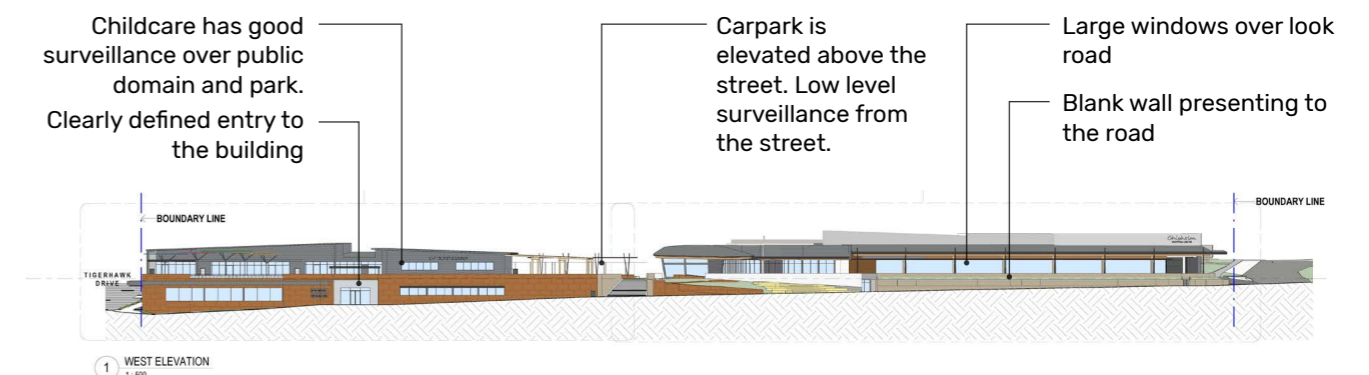 Childcare has good
surveillance over public
domain and park.
Clearly defined entry to
the building
Carpark is
elevated above the
street. Low level
surveillance from
the street.
Large windows over look
road
Blank wall presenting to
the road
BOUNDARY LINE
BOUNDARY LINE
TIGERHAWK
DRIVE
1
WEST ELEVATION